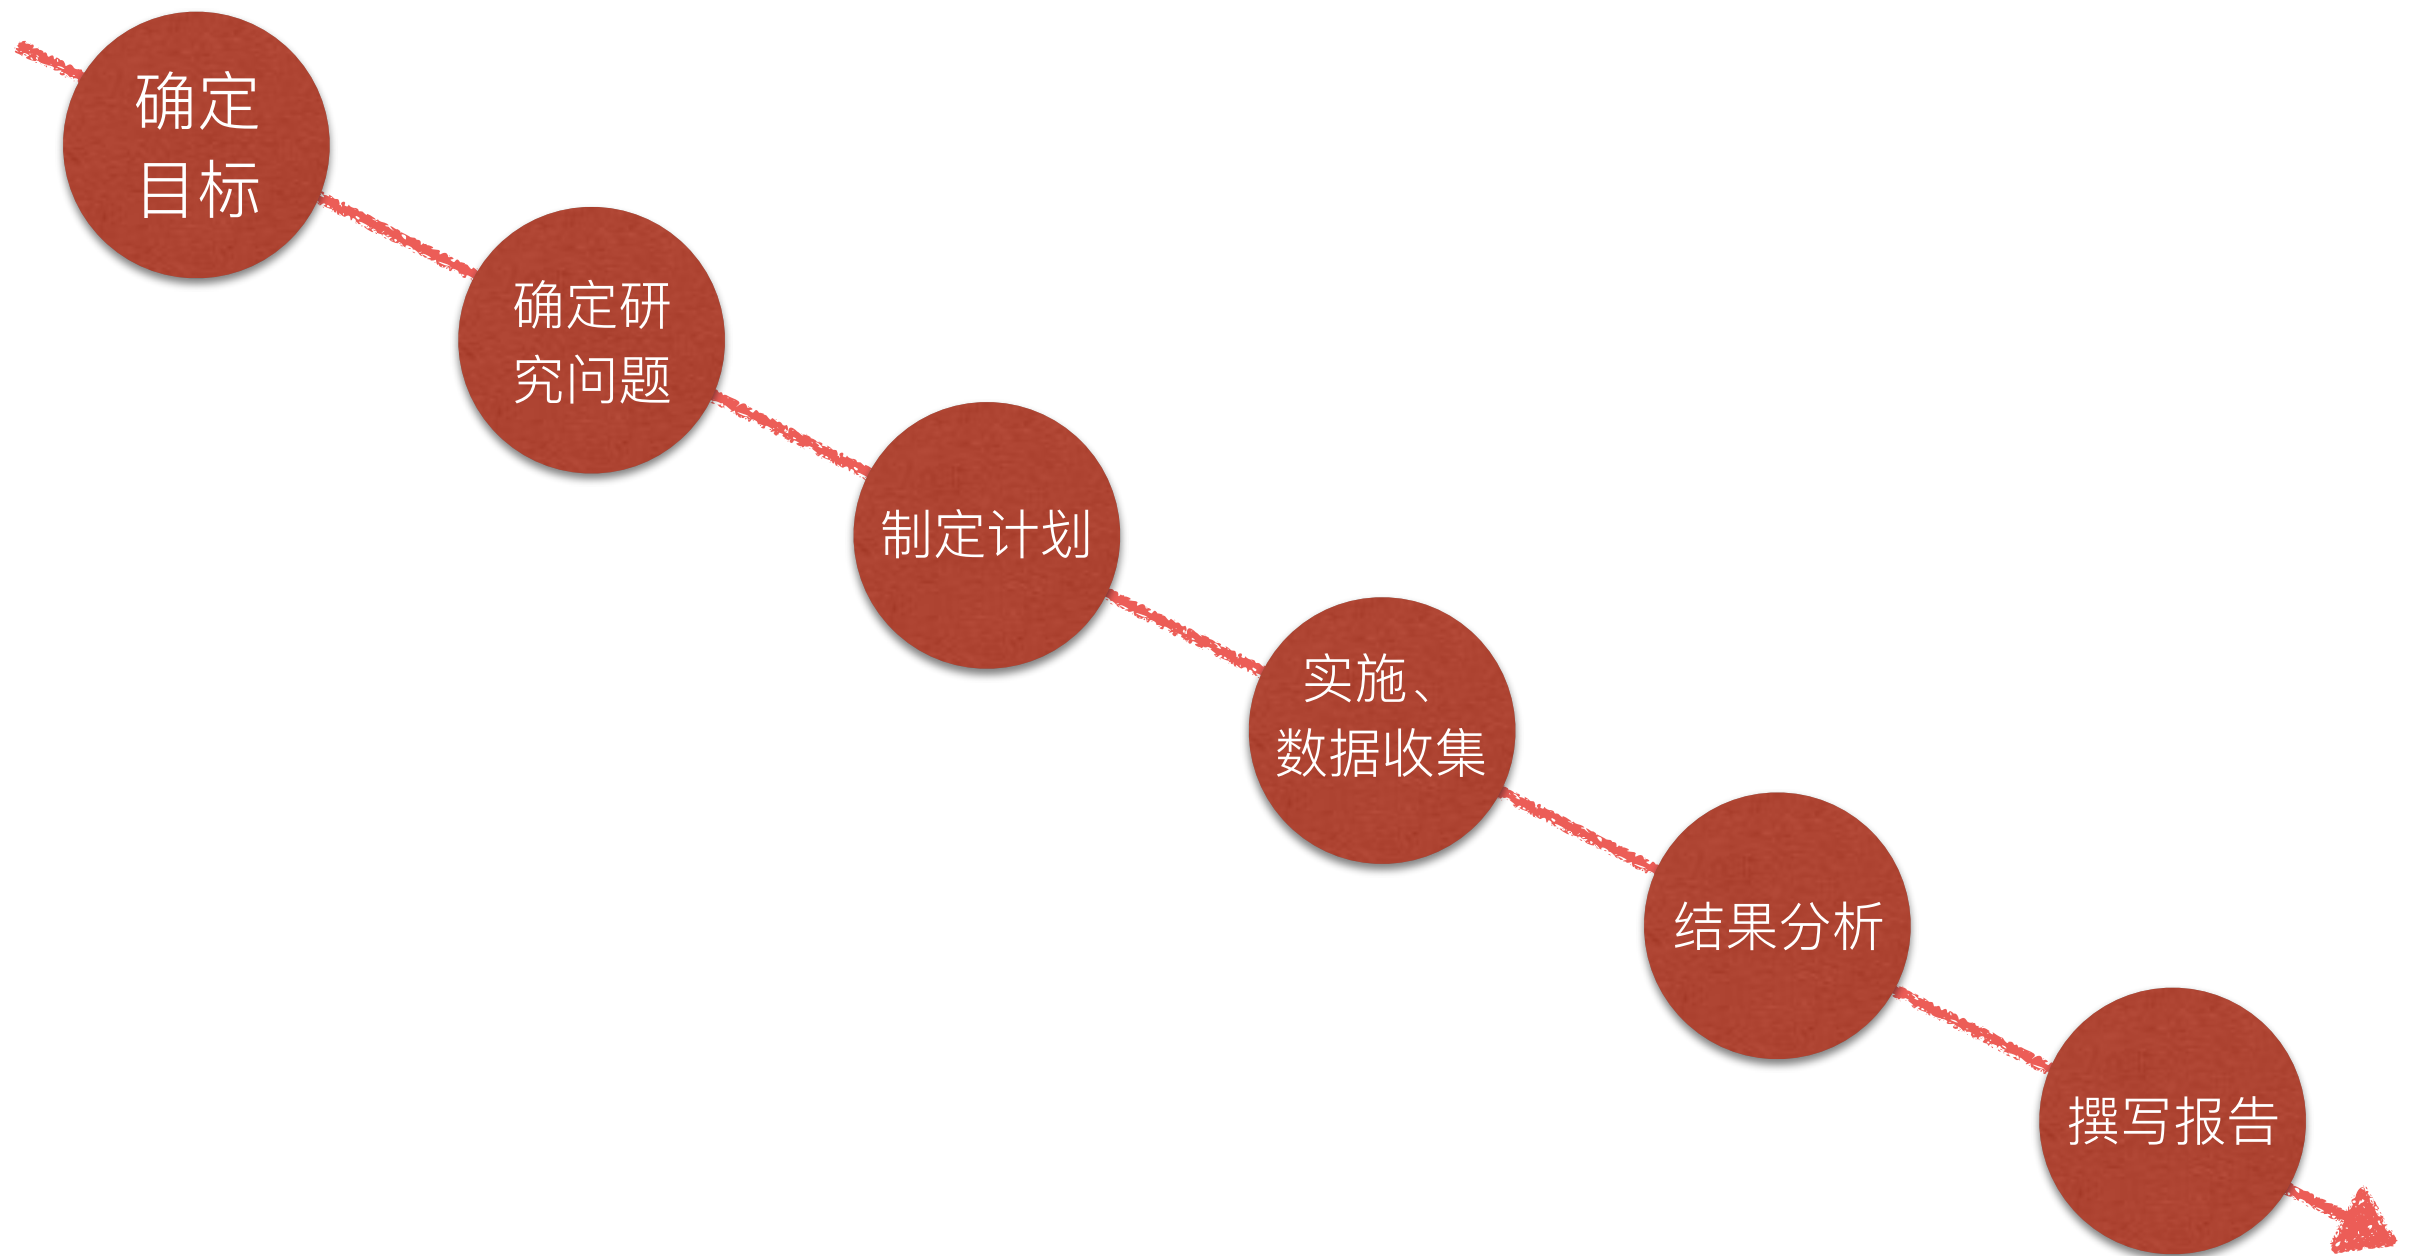 确定
目标
确定研
究问题
制定计划
实施、
数据收集
结果分析
撰写报告